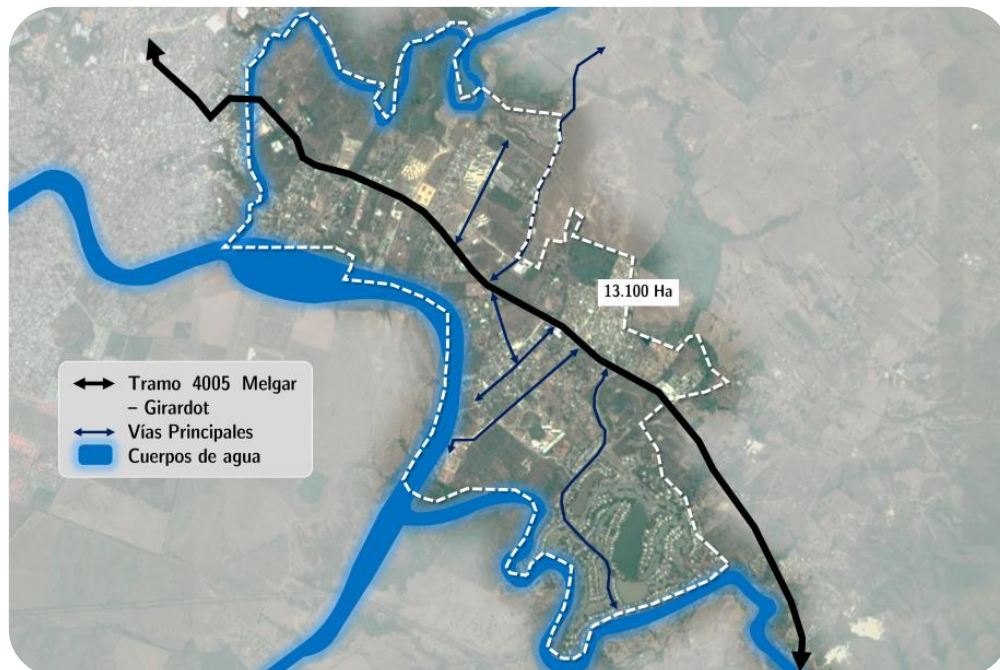 13.100 Ha
Tramo 4005 Melgar
– Girardot
Vías Principales
Cuerpos de agua